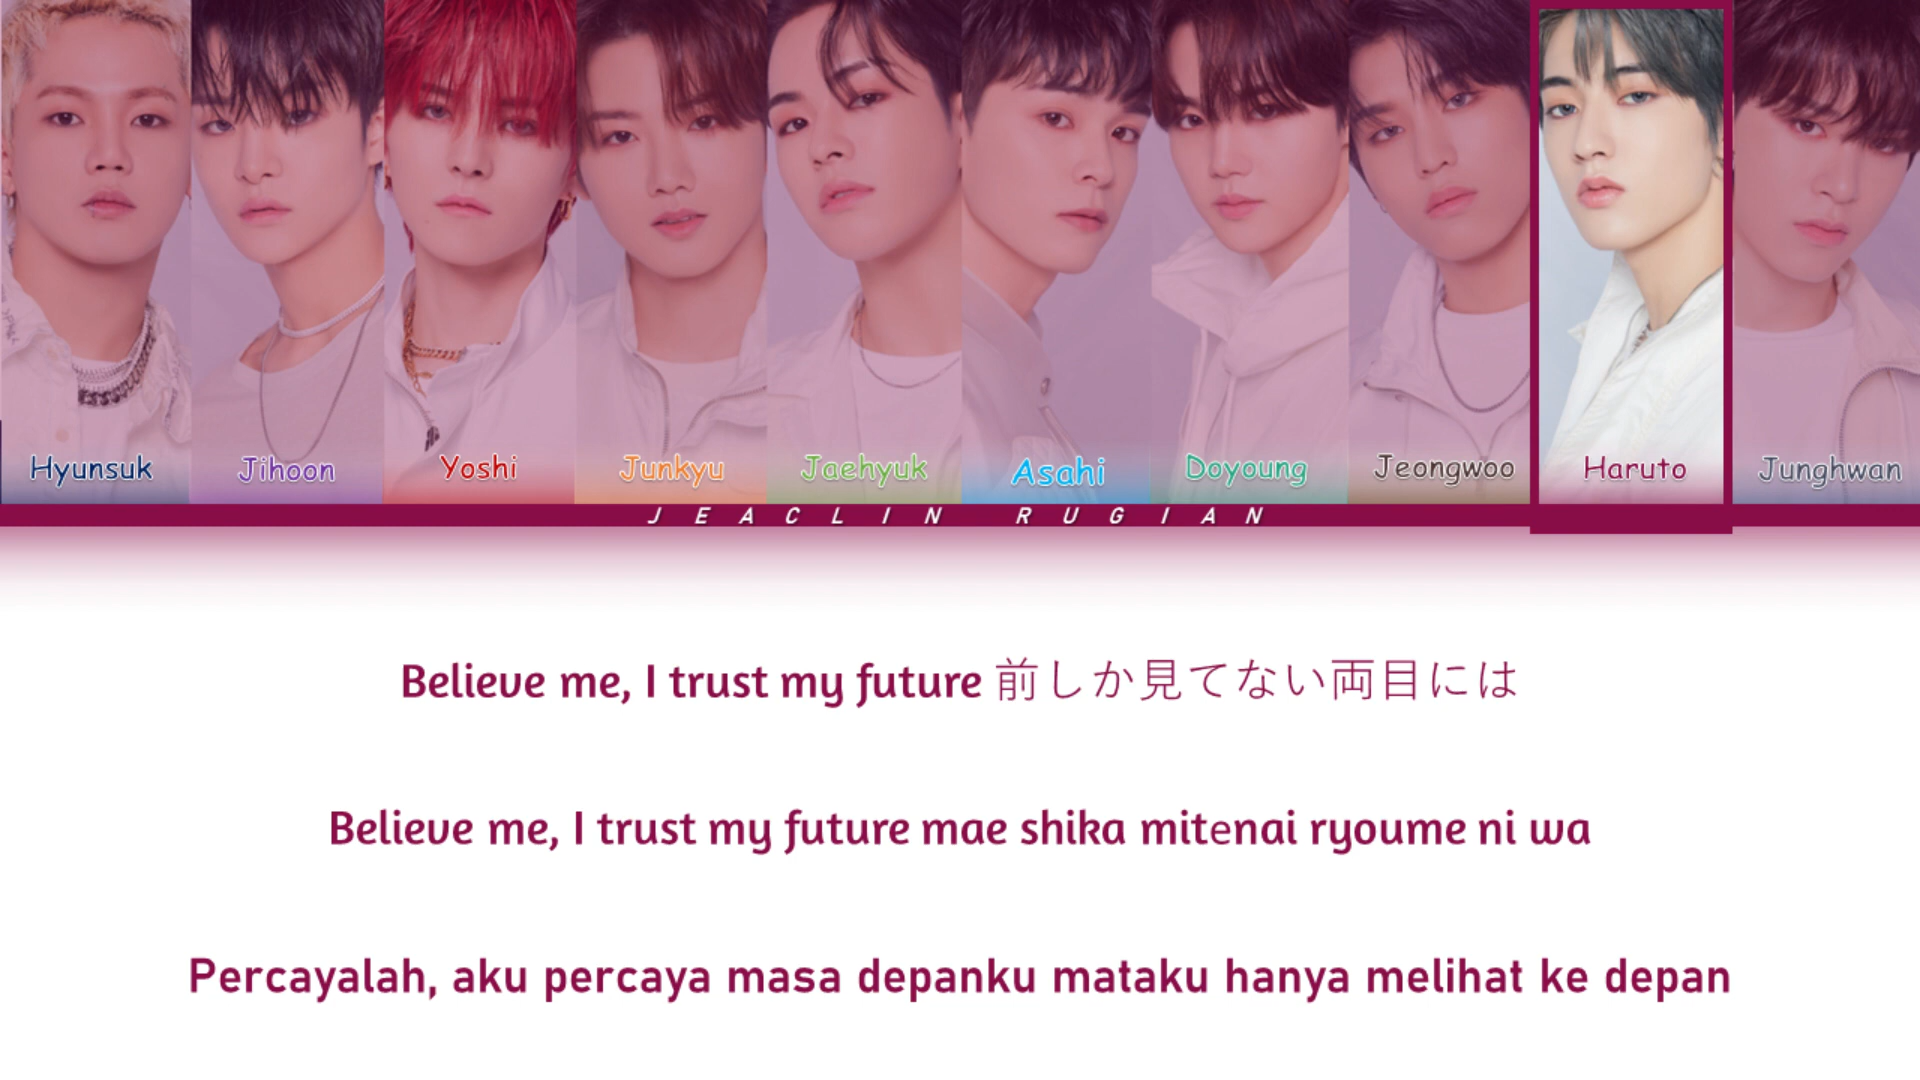 Hyunsuk Jihoon Yoshi Junkyu Jaehyuk Asahi Doyoung Jeongwoo Haruto Junghwan
JEACLIN RUGIAN
Believe me, I trust my future 前しか見てない両目には
Believe me, I trust my future mae shika mitenai ryoume ni wa
Percayalah, aku percaya masa depanku mataku hanya melihat ke depan